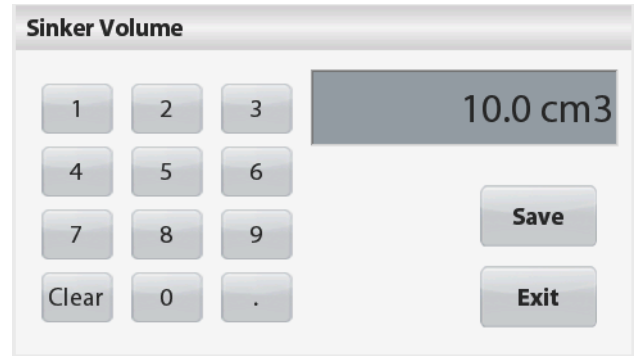 Sinker Volume
10.0 cm3
1 2 3
4 5 6
7 8 9
Clear 0 .
Save
Exit